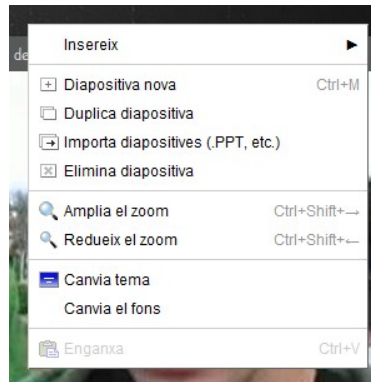 de
Insereix
Diapositiva nova Ctrl+M
Duplica diapositiva
Importa diapositives (.PPT, etc.)
Elimina diapositiva
Amplia el zoom Ctrl+Shift+→
Redueix el zoom Ctrl+Shift+←
Canvia tema
Canvia el fons
Enganxa Ctrl+V